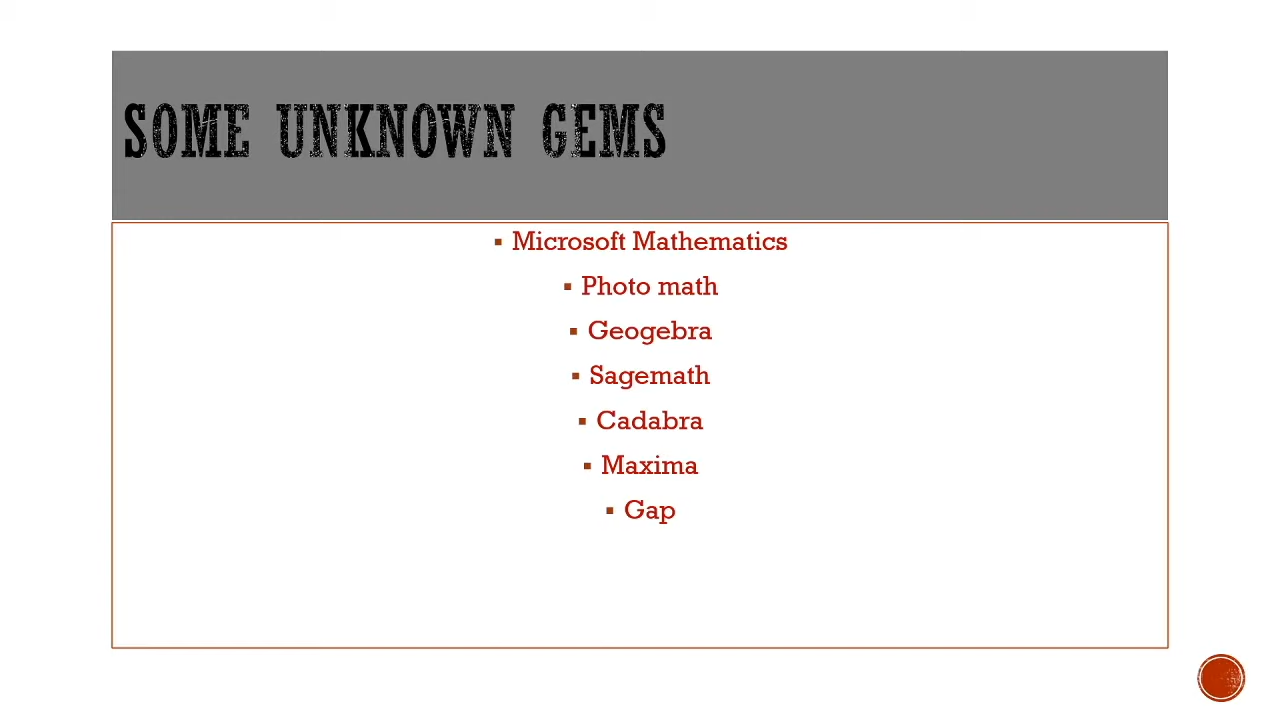 SOME UNKNOWN GEMS
▪ Microsoft Mathematics
▪ Photo math
▪ Geogebra
▪ Sagemath
▪ Cadabra
▪ Maxima
▪ Gap